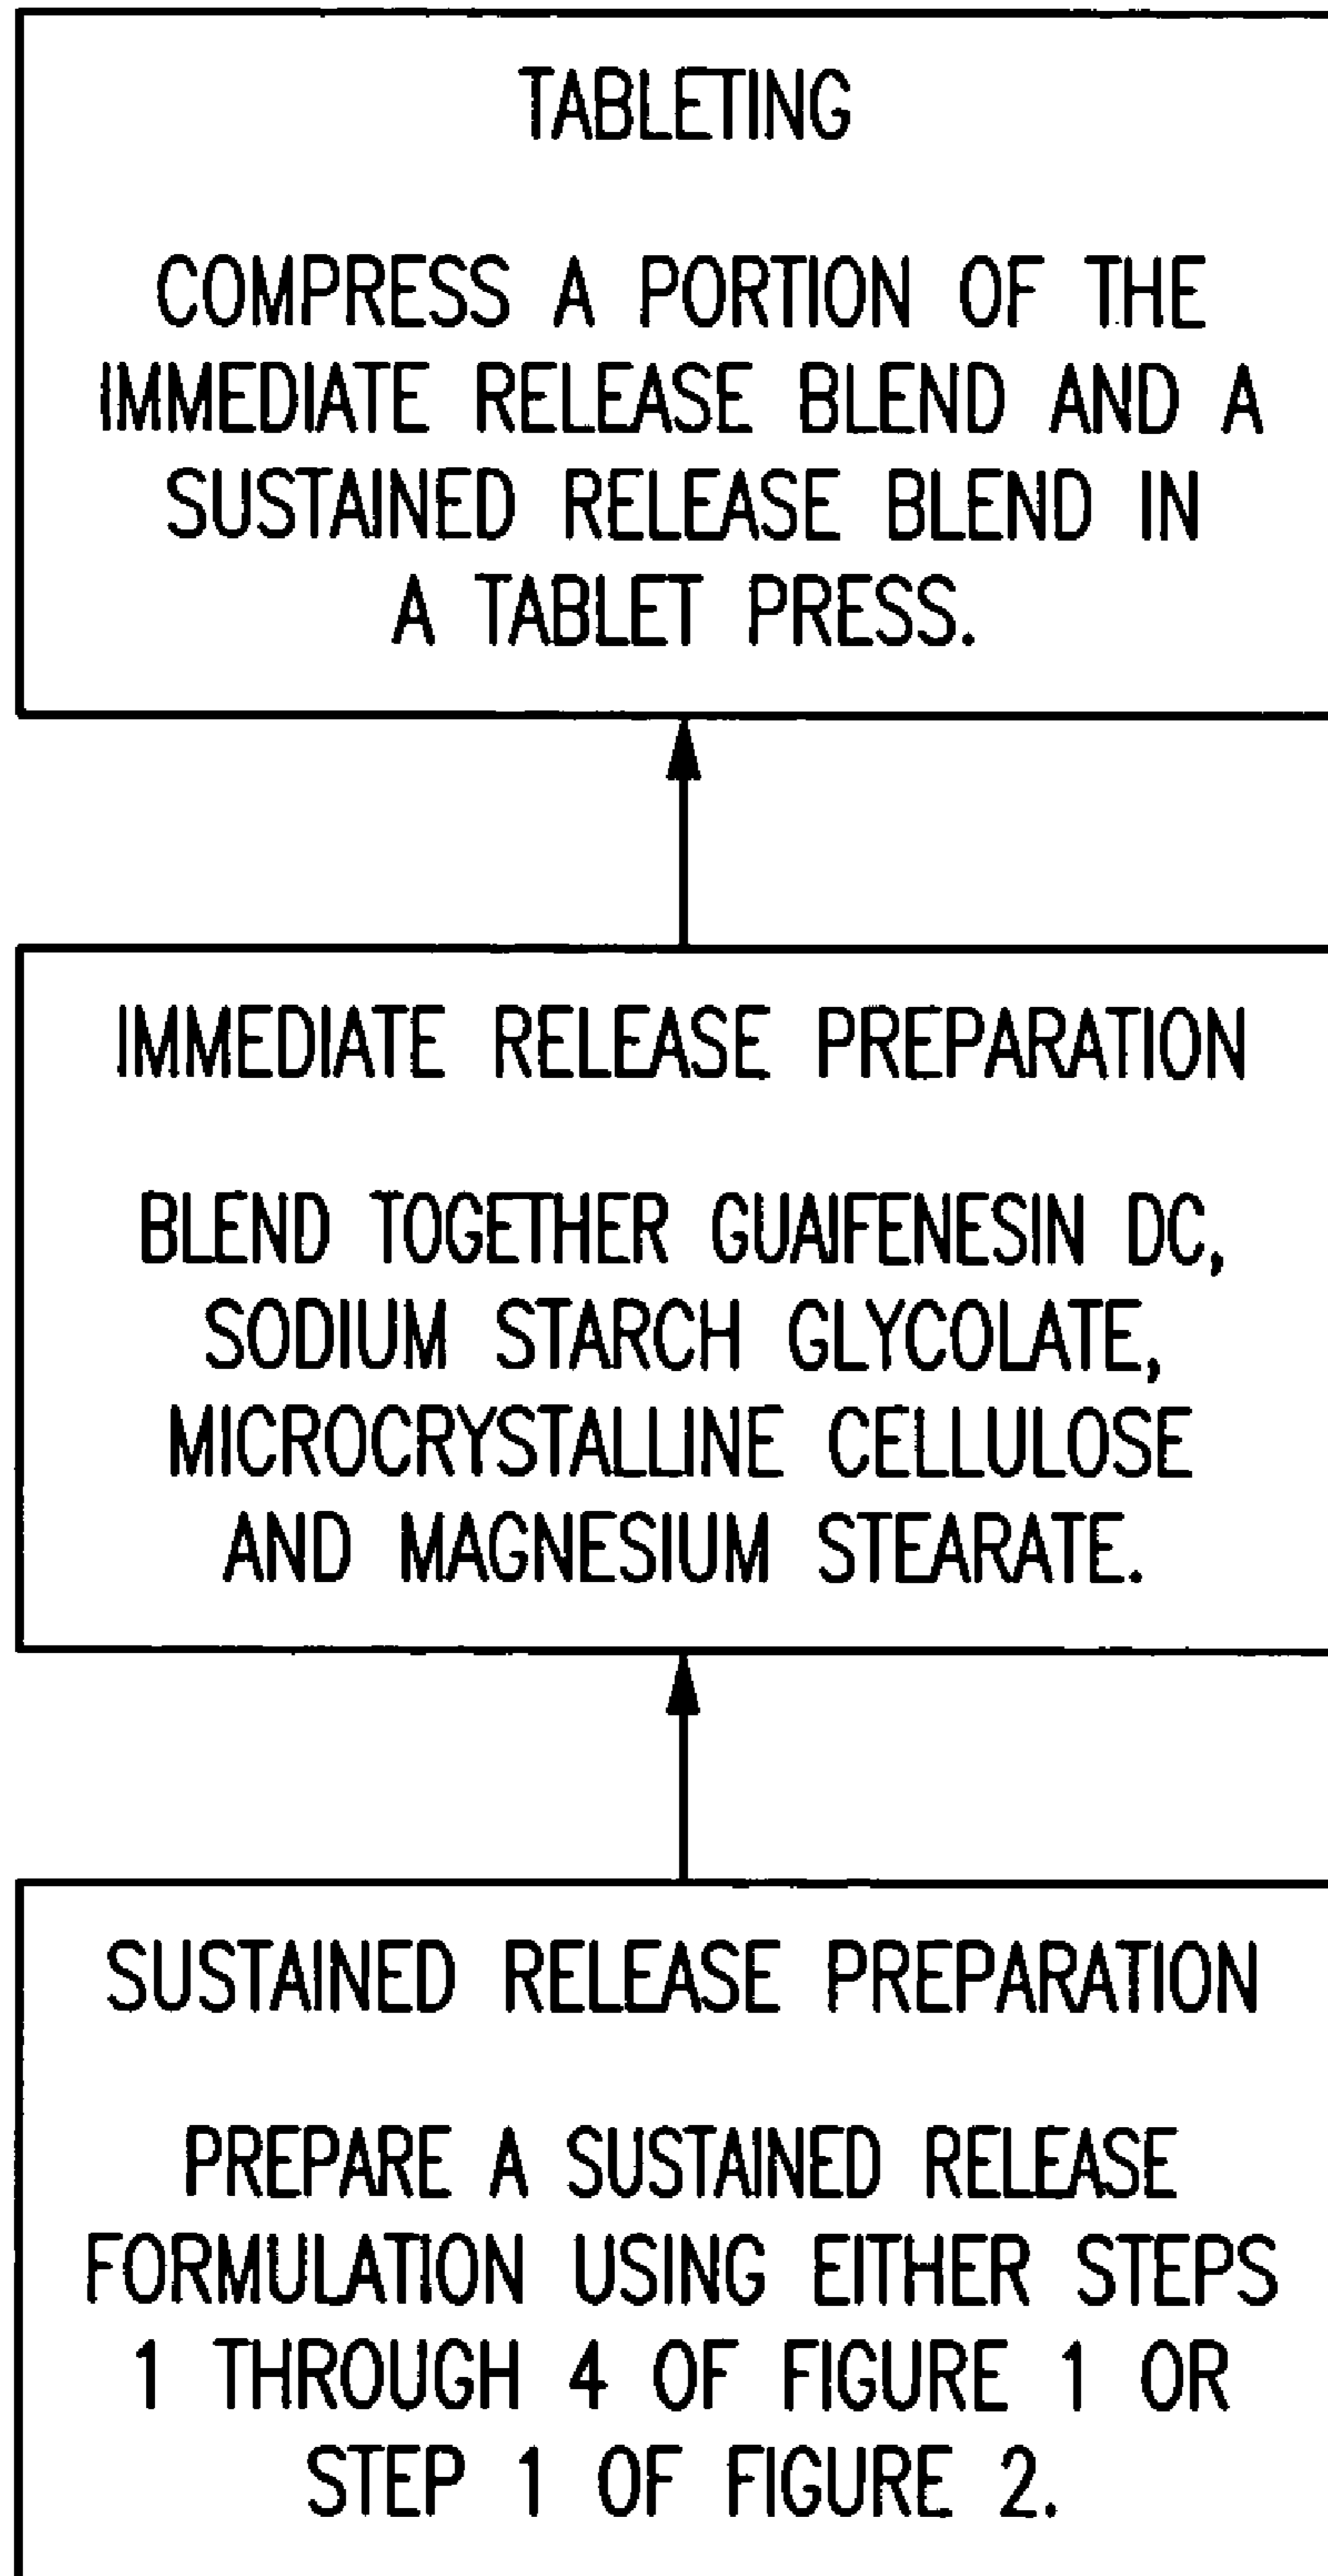 TABLETING
COMPRESS A PORTION OF THE
IMMEDIATE RELEASE BLEND AND A
SUSTAINED RELEASE BLEND IN
A TABLET PRESS.
IMMEDIATE RELEASE PREPARATION
BLEND TOGETHER GUAIFENESIN DC,
SODIUM STARCH GLYCOLATE,
MICROCRYSTALLINE CELLULOSE
AND MAGNESIUM STEARATE.
SUSTAINED RELEASE PREPARATION
PREPARE A SUSTAINED RELEASE
FORMULATION USING EITHER STEPS
1 THROUGH 4 OF FIGURE 1 OR
STEP 1 OF FIGURE 2.